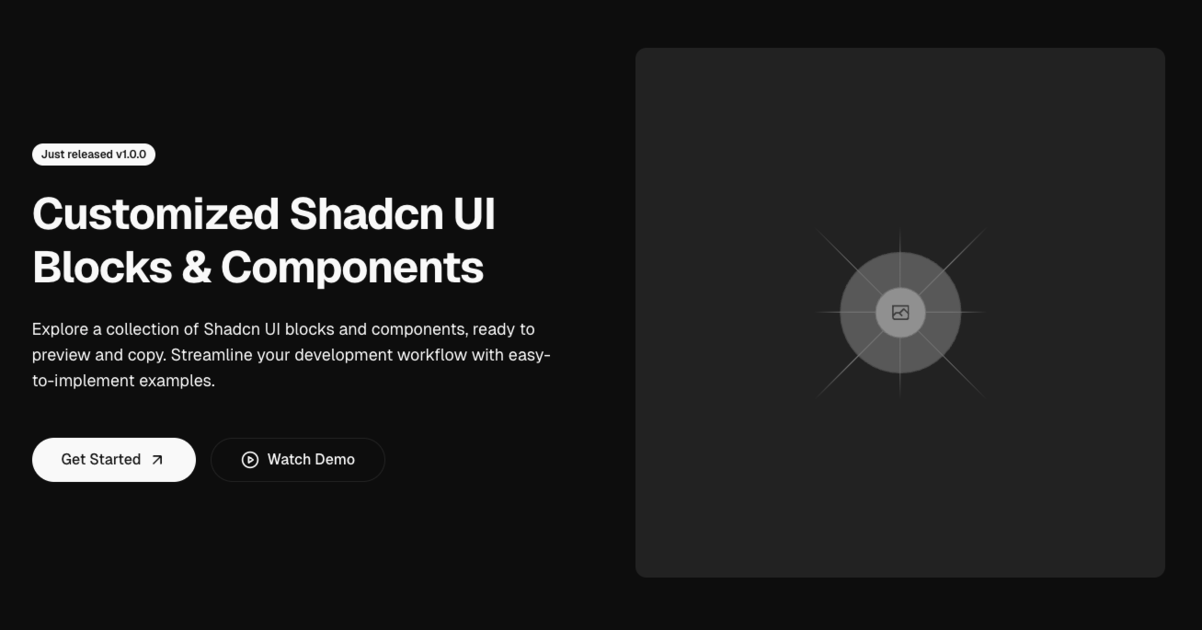 Just released v1.0.0
Customized Shadcn UI
Blocks & Components
Explore a collection of Shadcn UI blocks and components, ready to
preview and copy. Streamline your development workflow with easy-
to-implement examples.
Get Started
Watch Demo